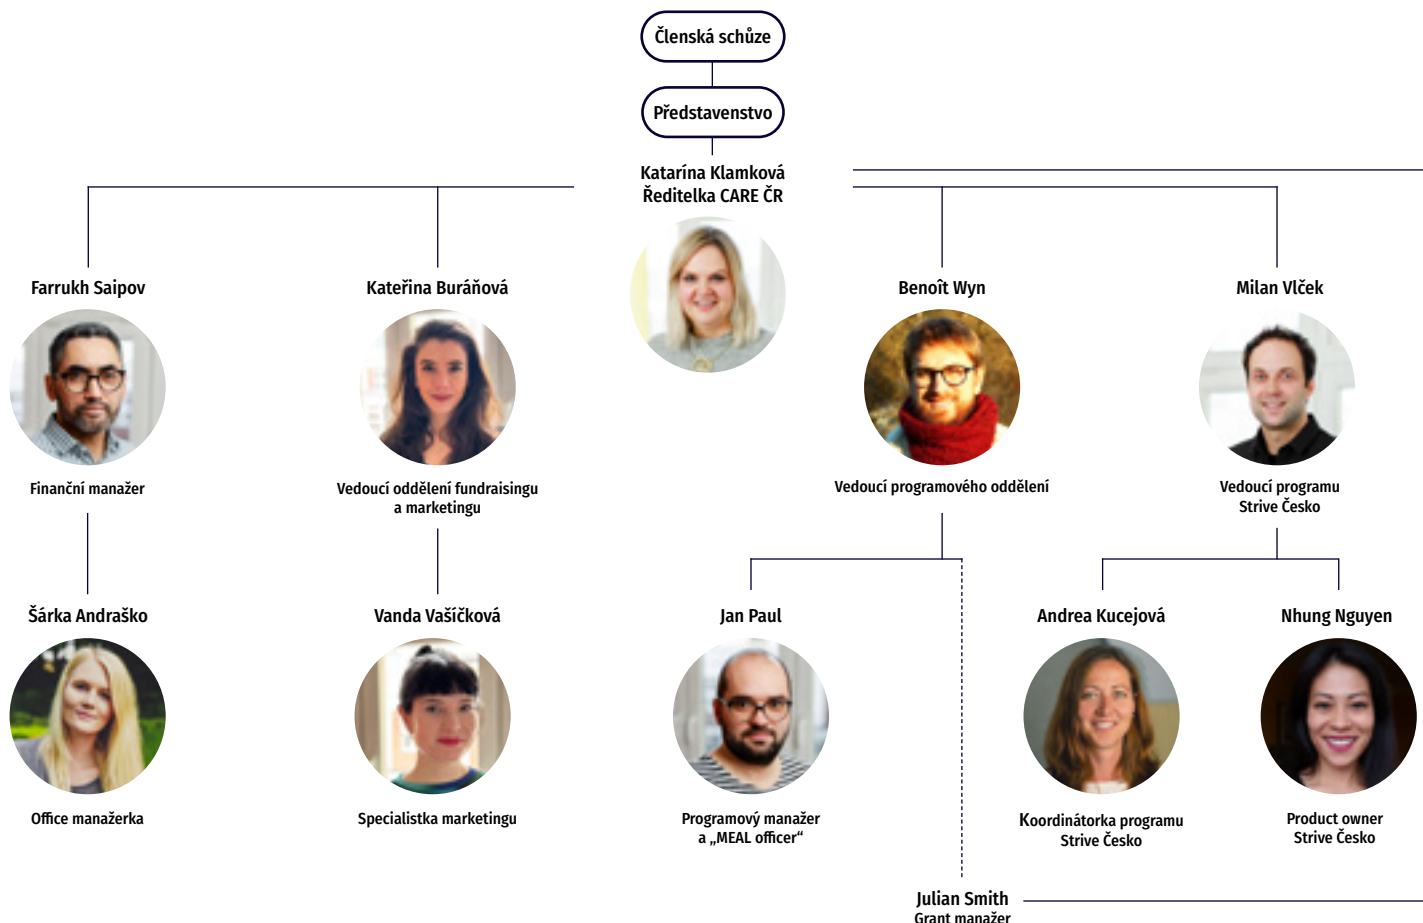 Členská schůze
Představenstvo
Katarína Klamková
Ředitelka CARE ČR
Farrukh Saipov
Kateřina Buráňová
Benoît Wyn
Milan Vlček
Finanční manažer
Vedoucí oddělení fundraisingu
a marketingu
Vedoucí programového oddělení
Vedoucí programu
Strive Česko
Šárka Andraško
Vanda Vašíčková
Jan Paul
Andrea Kucejová
Nhung Nguyen
Office manažerka
Specialistka marketingu
Programový manažer
a „MEAL officer“
Koordinátorka programu
Strive Česko
Product owner
Strive Česko
Julian Smith
Grant manažer